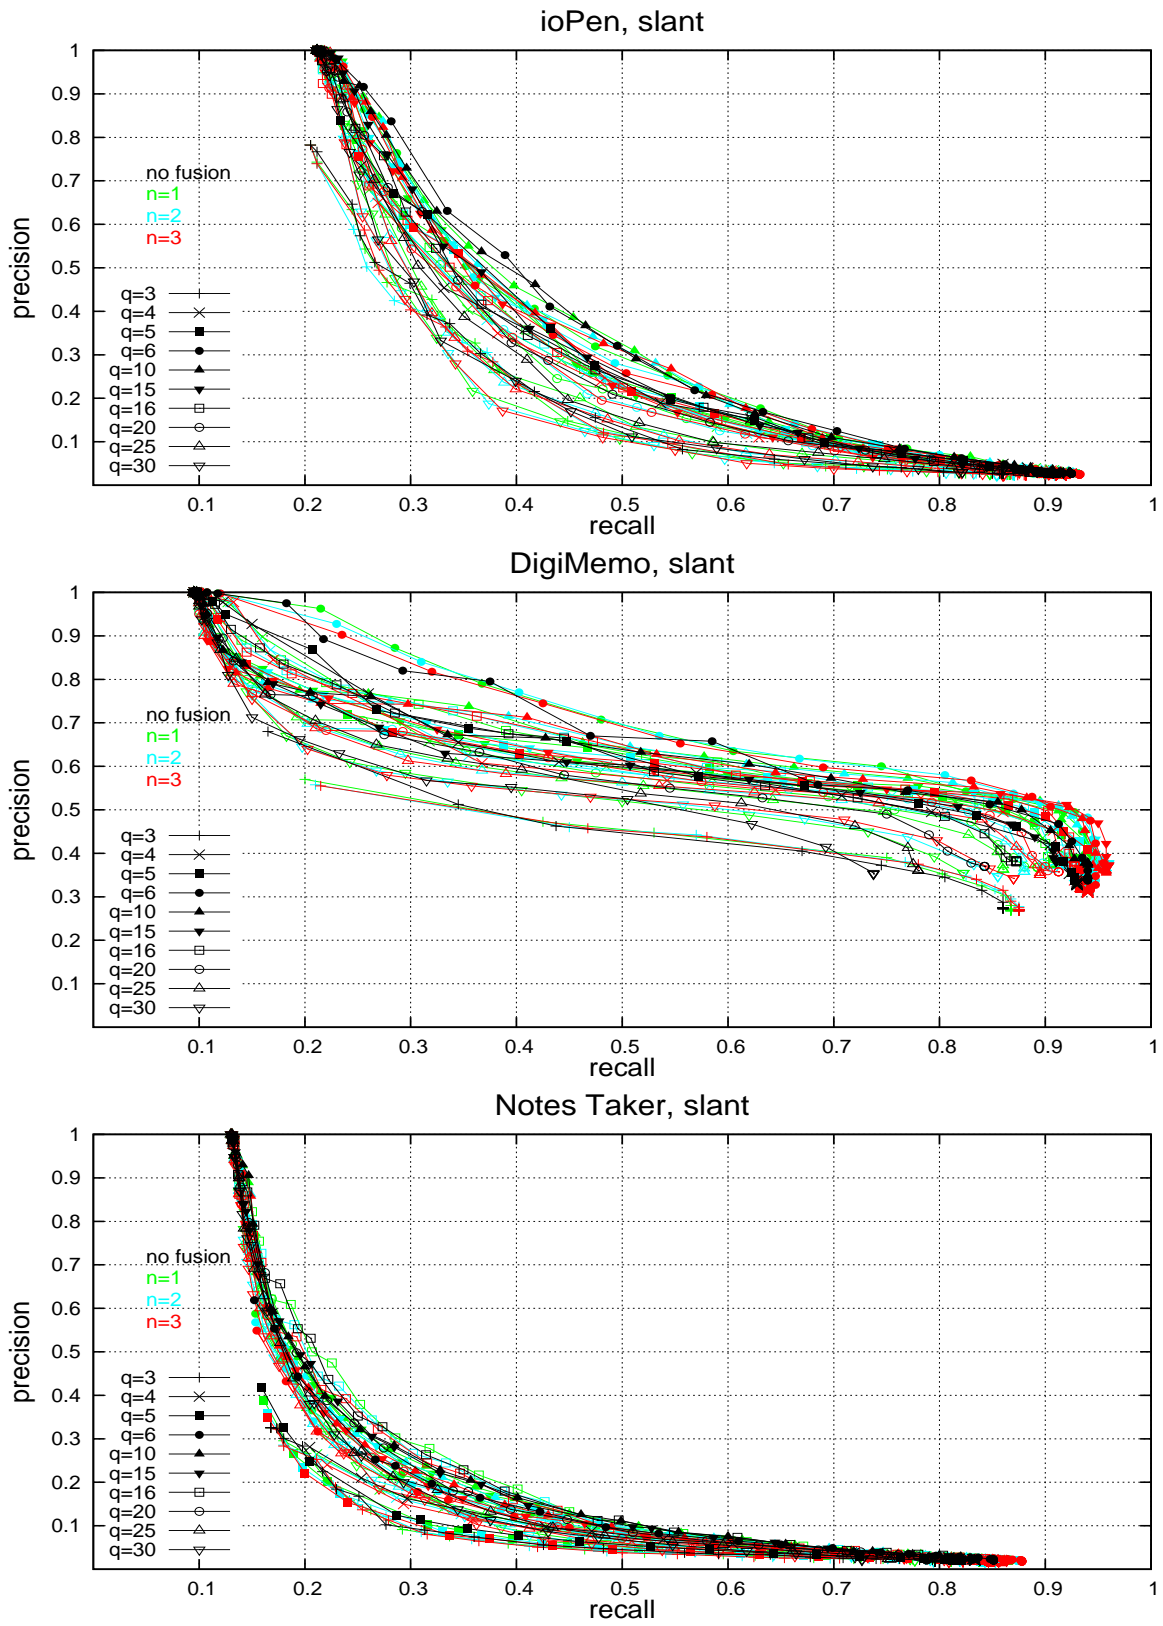 ioPen, slant
1
0.9
0.8
0.7
0.6
0.5
0.4
0.3
0.2
0.1
precision
no fusion
n=1
n=2
n=3
q=3
q=4
q=5
q=6
q=10
q=15
q=16
q=20
q=25
q=30
0.1 0.2 0.3 0.4 0.5 0.6 0.7 0.8 0.9 1
recall
DigiMemo, slant
1
0.9
0.8
0.7
0.6
0.5
0.4
0.3
0.2
0.1
precision
no fusion
n=1
n=2
n=3
q=3
q=4
q=5
q=6
q=10
q=15
q=16
q=20
q=25
q=30
0.1 0.2 0.3 0.4 0.5 0.6 0.7 0.8 0.9 1
recall
Notes Taker, slant
1
0.9
0.8
0.7
0.6
0.5
0.4
0.3
0.2
0.1
precision
no fusion
n=1
n=2
n=3
q=3
q=4
q=5
q=6
q=10
q=15
q=16
q=20
q=25
q=30
0.1 0.2 0.3 0.4 0.5 0.6 0.7 0.8 0.9 1
recall